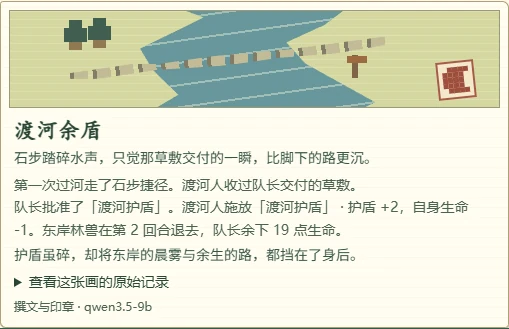 渡河余盾
石步踏碎水声，只觉那草敷交付的一瞬，比脚下的路更沉。
第一次过河走了石步捷径。渡河人收过队长交付的草敷。
队长批准了「渡河护盾」。渡河人施放「渡河护盾」 · 护盾 +2，自身生命
-1。东岸林兽在第 2 回合退去，队长余下 19 点生命。
护盾虽碎，却将东岸的晨雾与余生的路，都挡在了身后。
▶ 查看这张画的原始记录
撰文与印章 · qwen3.5-9b